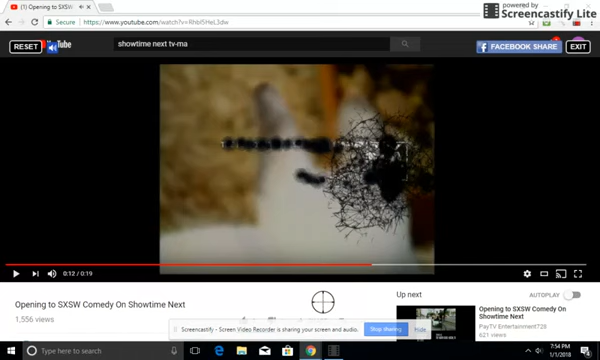 (1) Opening to SXSW
powered by
Screencastify Lite
Secure https://www.youtube.com/watch?v=RHbISHeL3dw
RESET
showtime next tv-ma
FACEBOOK SHARE
EXIT
0:12 / 0:19
Opening to SXSW Comedy On Showtime Next
1,556 views
Up next
AUTOPLAY
Opening to SXSW Comedy On
Showtime Next
PayTV Entertainment728
621 views
Screencastify - Screen Video Recorder is sharing your screen and audio.
Stop sharing
Hide
Type here to search
7:54 PM
1/1/2018